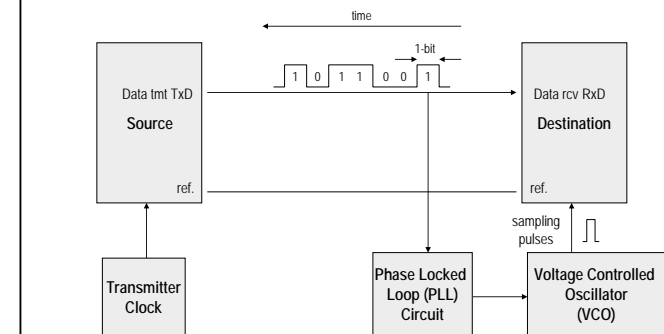 time
1-bit
1 0 1 1 0 0 1
Data tmt TxD
Source
ref.
Data rcv RxD
Destination
ref.
sampling
pulses
Transmitter
Clock
Phase Locked
Loop (PLL)
Circuit
Voltage Controlled
Oscillator
(VCO)